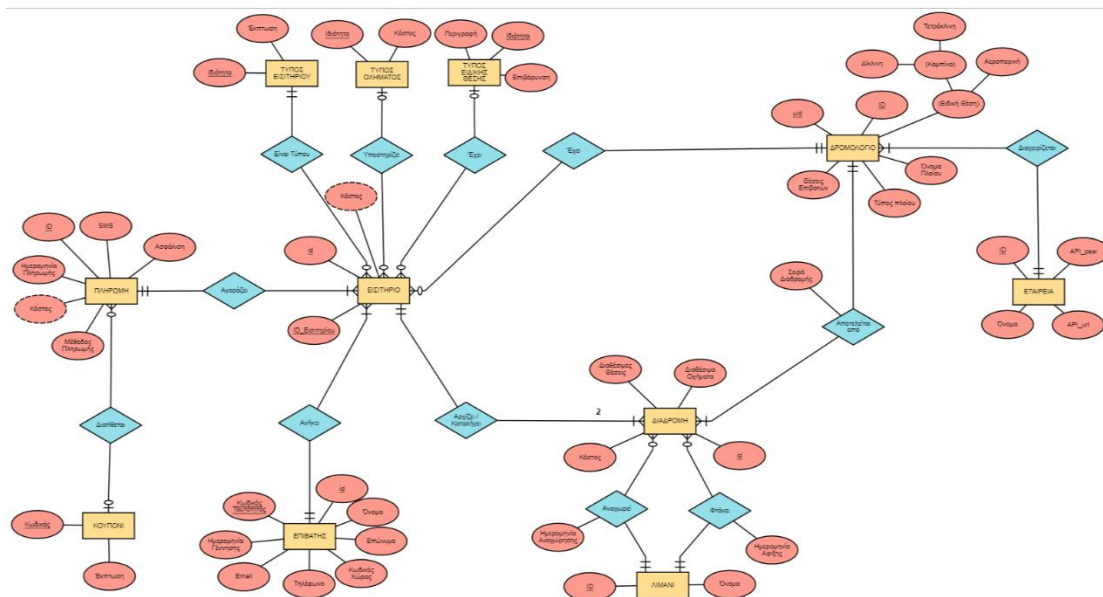 Έκπτωση
Ιδιότητα
ΤΥΠΟΣ
ΕΙΣΙΤΗΡΙΟΥ
Ιδιότητα
Κόστος
ΤΥΠΟΣ
ΟΧΗΜΑΤΟΣ
Περιγραφή
Ιδιότητα
ΤΥΠΟΣ
ΕΙΔΙΚΗΣ
ΘΕΣΗΣ
Επιβάρυνση
Τετράκλινη
Δίκλινη
(Καμπίνα)
Αεροπορική
(Ειδική Θέση)
ID
ΔΡΟΜΟΛΟΓΙΟ
Θέσεις
Επιβατών
Τύπος πλοίου
Όνομα
Πλοίου
Διαχειρίζεται
Είναι Τύπου
Υποστηρίζει
Έχει
Έχει
Κόστος
id
ΕΙΣΙΤΗΡΙΟ
ID_Εισιτηρίου
ID
SMS
Ασφάλιση
Ημερομηνία
Πληρωμής
ΠΛΗΡΩΜΗ
Κόστος
Μέθοδος
Πληρωμής
Αγοράζει
ID
API_psw
ΕΤΑΙΡΕΙΑ
Όνομα
API_url
Σειρά
Διαδρομής
Αποτελείται
από
Διατίθεται
Ανήκει
Αρχίζει /
Καταλήγει
2
Διαθέσιμες
Θέσεις
Διαθέσιμα
Οχήματα
ΔΙΑΔΡΟΜΗ
Κόστος
id
Αναχωρεί
Φτάνει
Ημερομηνία
Αναχώρησης
Ημερομηνία
Αφιξης
ID
ΛΙΜΑΝΙ
Όνομα
Κωδικός
ΚΟΥΠΟΝΙ
Έκπτωση
Κωδικός
id
Όνομα
Ημερομηνία
Γέννησης
ΕΠΙΒΑΤΗΣ
Επώνυμο
Email
Τηλέφωνο
Κωδικός
Χώρας